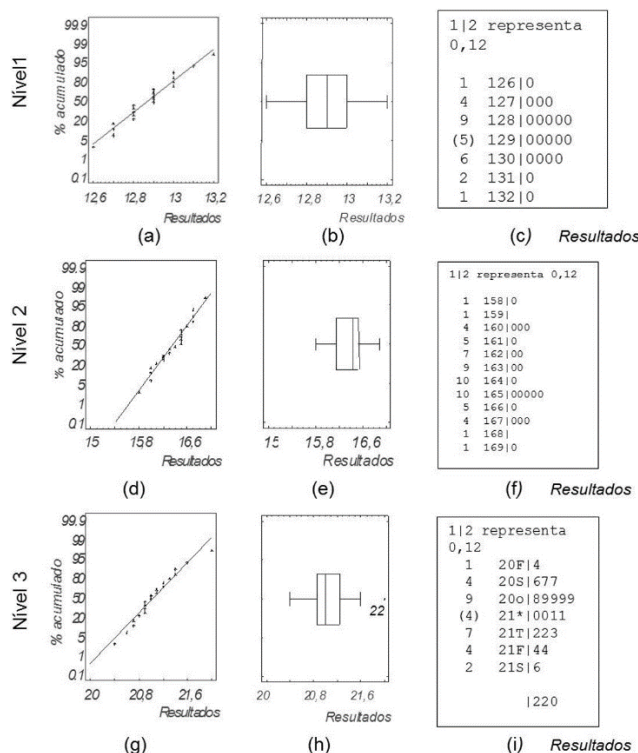 Nível1
% acumulado
99.9
99
95
80
50
20
5
1
0.1
12,6 12,8 13 13,2
Resultados
(a)
12,6 12,8 13 13,2
Resultados
(b)
1|2 representa
0,12
1 126|0
4 127|000
9 128|00000
(5) 129|00000
6 130|0000
2 131|0
1 132|0
(c) Resultados
Nível 2
% acumulado
99.9
99
95
80
50
20
5
1
0.1
15 15,8 16,6
Resultados
(d)
15 15,8 16,6
Resultados
(e)
1|2 representa 0,12
1 158|0
1 159|
4 160|000
5 161|0
7 162|00
9 163|00
10 164|0
10 165|00000
5 166|0
4 167|000
1 168|
1 169|0
(f) Resultados
Nível 3
% acumulado
99.9
99
95
80
50
20
5
1
0.1
20 20,8 21,6
Resultados
(g)
22
20 20,8 21,6
Resultados
(h)
1|2 representa
0,12
1 20F|4
4 20S|677
9 20o|89999
(4) 21*|0011
7 21T|223
4 21F|44
2 21S|6
|220
(i) Resultados